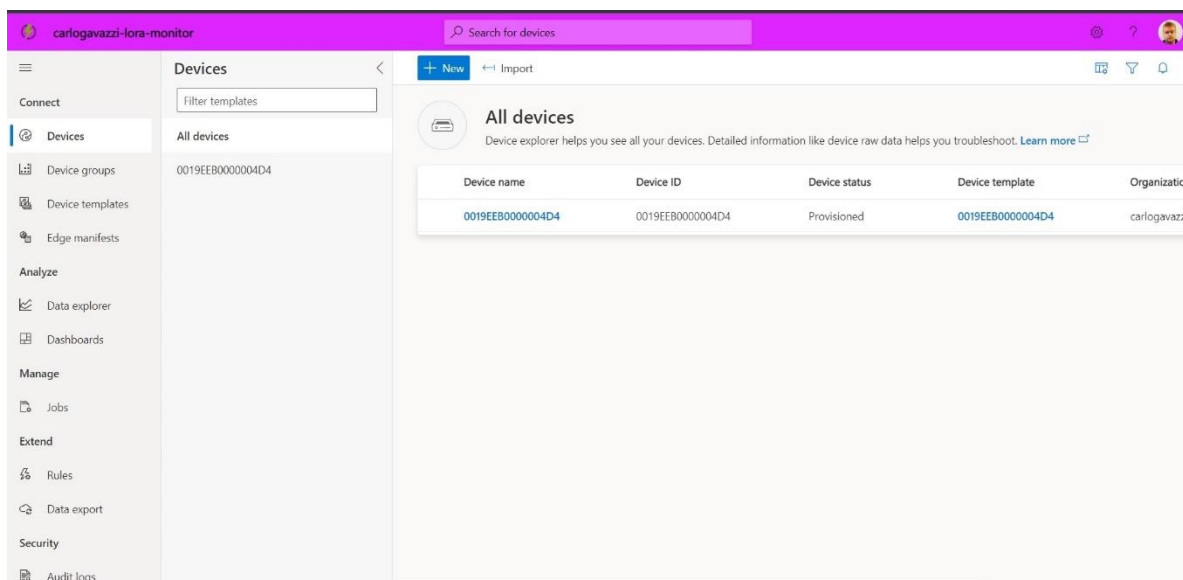 carlogavazzi-lora-monitor
Search for devices
?
Connect
Devices
Device groups
Device templates
Edge manifests
Analyze
Data explorer
Dashboards
Manage
Jobs
Extend
Rules
Data export
Security
Audit logs
Devices
Filter templates
All devices
0019EEB0000004D4
+ New
Import
All devices
Device explorer helps you see all your devices. Detailed information like device raw data helps you troubleshoot. Learn more
Device name Device ID Device status Device template Organizatio
0019EEB0000004D4 0019EEB0000004D4 Provisioned 0019EEB0000004D4 carlogavazz